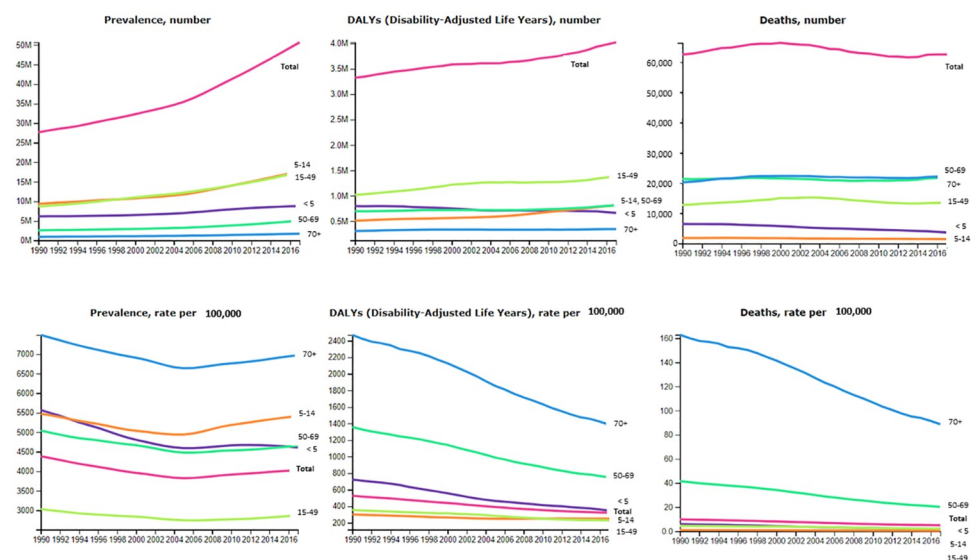 Prevalence, number
50M
45M
40M
35M
30M
25M
20M
15M
10M
5M
0M
Total
5-14
15-49
< 5
50-69
70+
1990 1992 1994 1996 1998 2000 2002 2004 2006 2008 2010 2012 2014 2016
DALYs (Disability-Adjusted Life Years), number
4.0M
3.5M
3.0M
2.5M
2.0M
1.5M
1.0M
0.5M
0.0M
Total
15-49
5-14, 50-69
< 5
70+
1990 1992 1994 1996 1998 2000 2002 2004 2006 2008 2010 2012 2014 2016
Deaths, number
60,000
50,000
40,000
30,000
20,000
10,000
0
Total
50-69
70+
15-49
< 5
5-14
1990 1992 1994 1996 1998 2000 2002 2004 2006 2008 2010 2012 2014 2016
Prevalence, rate per 100,000
7000
6500
6000
5500
5000
4500
4000
3500
3000
70+
5-14
50-69
< 5
Total
15-49
1990 1992 1994 1996 1998 2000 2002 2004 2006 2008 2010 2012 2014 2016
DALYs (Disability-Adjusted Life Years), rate per 100,000
2400
2200
2000
1800
1600
1400
1200
1000
800
600
400
200
70+
50-69
< 5
Total
5-14
15-49
1990 1992 1994 1996 1998 2000 2002 2004 2006 2008 2010 2012 2014 2016
Deaths, rate per 100,000
160
140
120
100
80
60
40
20
0.0
70+
50-69
Total
< 5
5-14
15-49
1990 1992 1994 1996 1998 2000 2002 2004 2006 2008 2010 2012 2014 2016